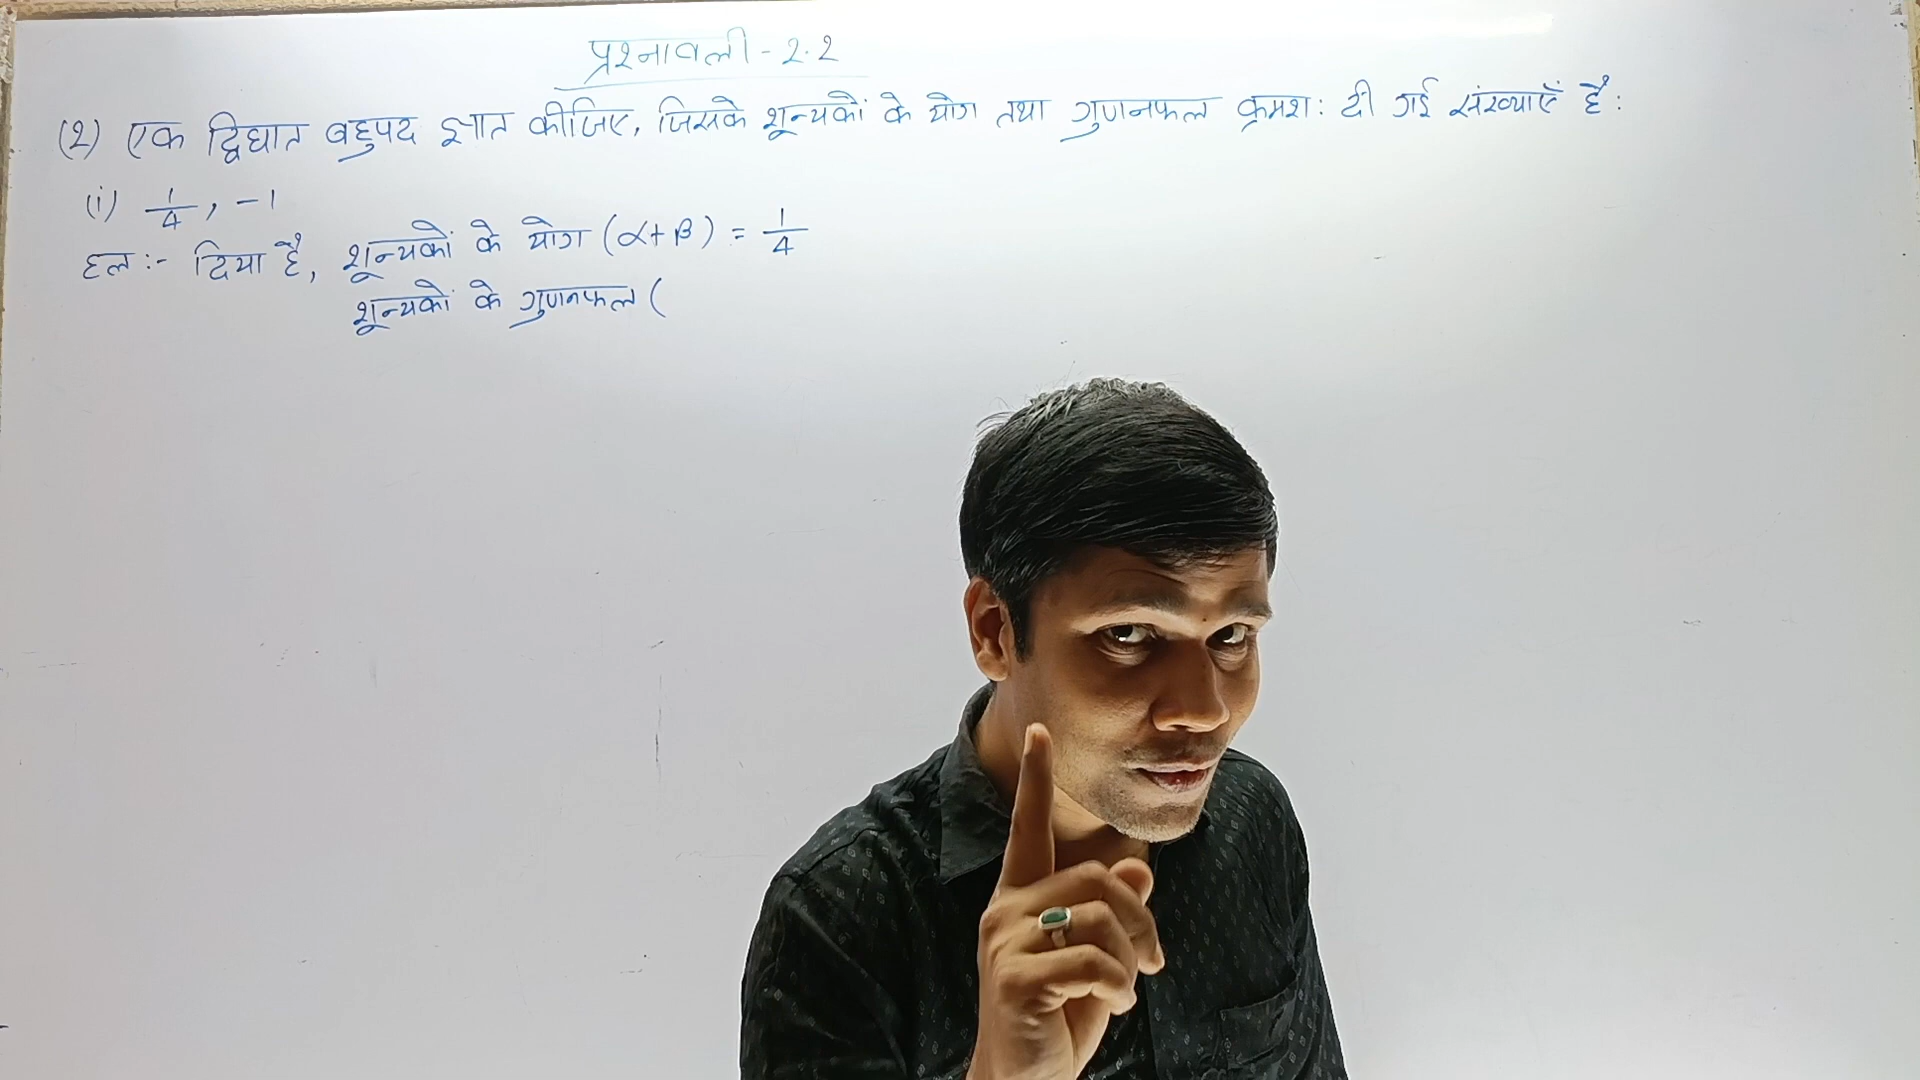 प्रश्नावली - 2.2
(2) एक द्विघात बहुपद ज्ञात कीजिए, जिसके शून्यकों के योग तथा गुणनफल क्रमश: दी गई संख्याएँ हैं :
(i) 1/4, -1
हल :- दिया है, शून्यकों के योग (α+β) = 1/4
शून्यकों के गुणनफल (